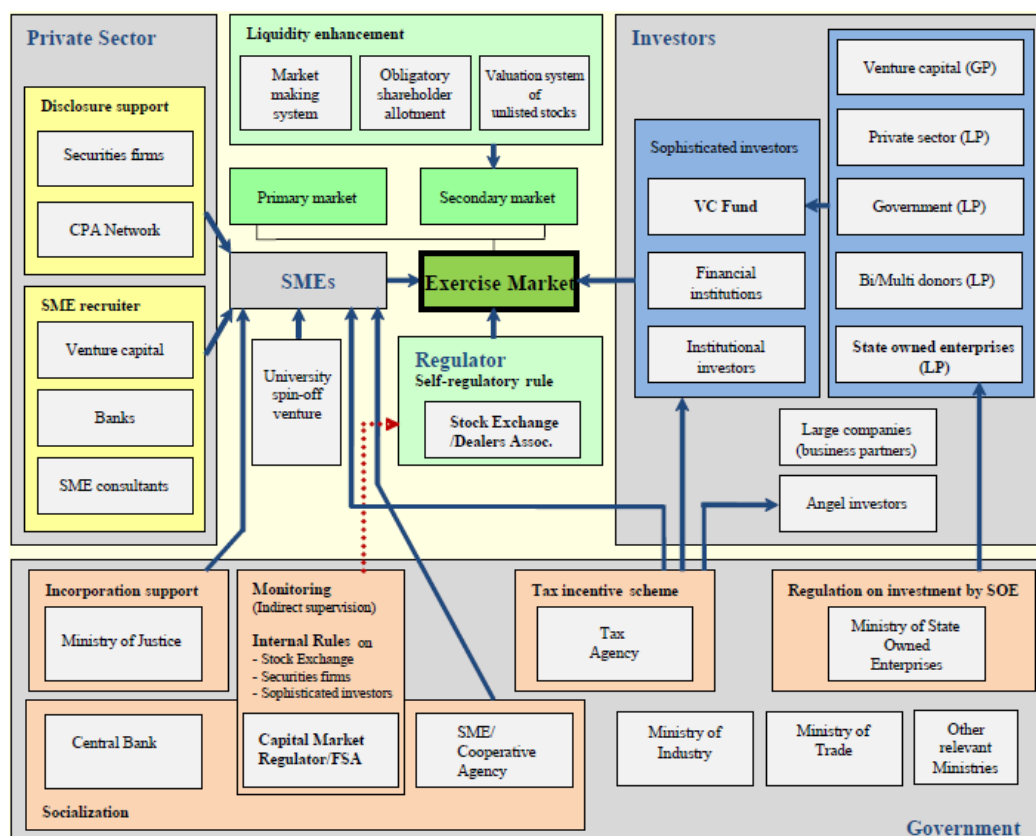 Private Sector
Disclosure support
Securities firms
CPA Network
SME recruiter
Venture capital
Banks
SME consultants
Liquidity enhancement
Market
making
system
Obligatory
shareholder
allotment
Valuation system
of
unlisted stocks
Primary market
Secondary market
SMEs
Exercise Market
University
spin-off
venture
Regulator
Self-regulatory rule
Stock Exchange
/Dealers Assoc.
Investors
Sophisticated investors
VC Fund
Financial
institutions
Institutional
investors
Venture capital (GP)
Private sector (LP)
Government (LP)
Bi/Multi donors (LP)
State owned enterprises
(LP)
Large companies
(business partners)
Angel investors
Incorporation support
Ministry of Justice
Monitoring
(Indirect supervision)
Internal Rules on
- Stock Exchange
- Securities firms
- Sophisticated investors
Capital Market
Regulator/FSA
Central Bank
SME/
Cooperative
Agency
Socialization
Tax incentive scheme
Tax
Agency
Regulation on investment by SOE
Ministry of State
Owned
Enterprises
Ministry of
Industry
Ministry of
Trade
Other
relevant
Ministries
Government